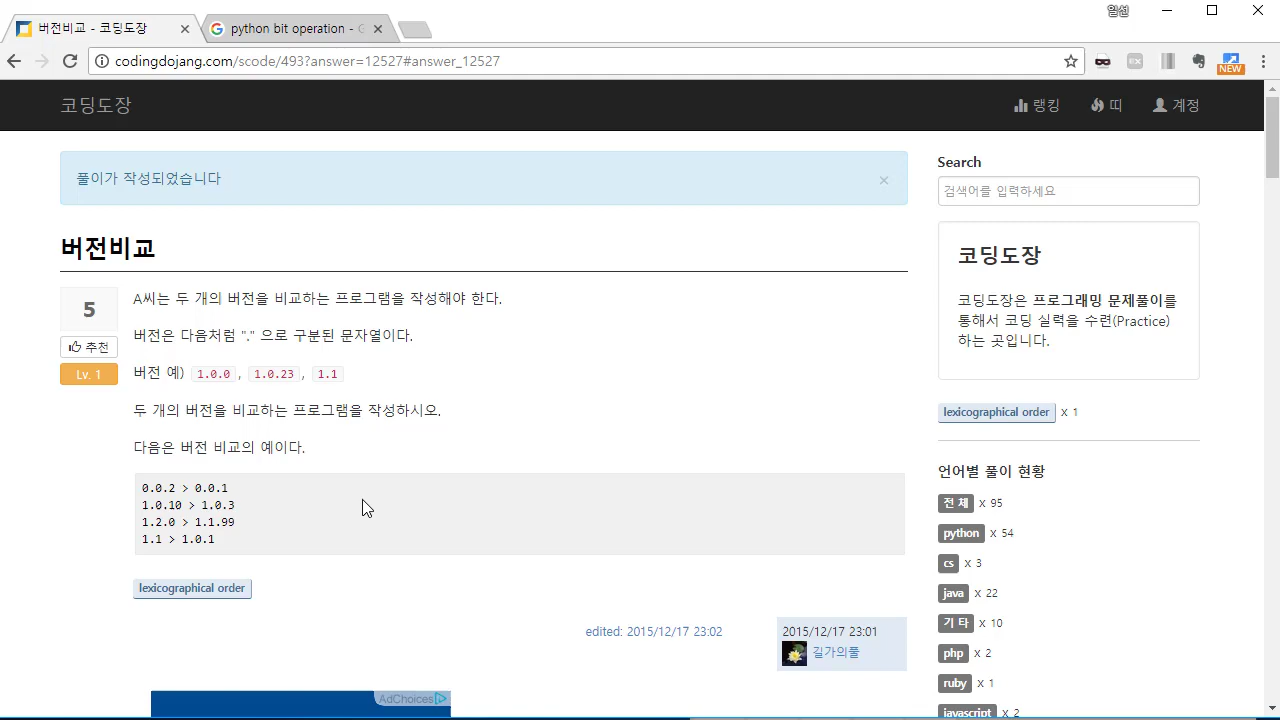 일선
버전비교 - 코딩도장
python bit operation - G
codingdojang.com/scode/493?answer=12527#answer_12527
NEW
코딩도장
랭킹
띠
계정
풀이가 작성되었습니다
×
버전비교
5
추천
Lv. 1
A씨는 두 개의 버전을 비교하는 프로그램을 작성해야 한다.
버전은 다음처럼 "." 으로 구분된 문자열이다.
버전 예) 1.0.0 , 1.0.23 , 1.1
두 개의 버전을 비교하는 프로그램을 작성하시오.
다음은 버전 비교의 예이다.
0.0.2 > 0.0.1
1.0.10 > 1.0.3
1.2.0 > 1.1.99
1.1 > 1.0.1
lexicographical order
edited: 2015/12/17 23:02
2015/12/17 23:01
길가의풀
AdChoices
Search
검색어를 입력하세요
코딩도장
코딩도장은 프로그래밍 문제풀이를
통해서 코딩 실력을 수련(Practice)
하는 곳입니다.
lexicographical order x 1
언어별 풀이 현황
전체 x 95
python x 54
cs x 3
java x 22
기타 x 10
php x 2
ruby x 1
javascript x 2